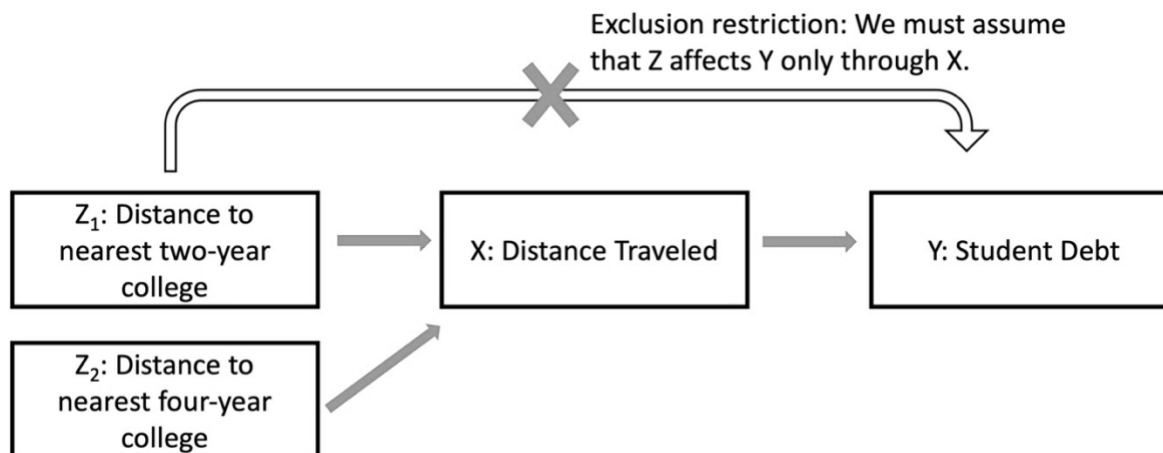 Exclusion restriction: We must assume
that Z affects Y only through X.
Z₁: Distance to
nearest two-year
college
X: Distance Traveled
Y: Student Debt
Z₂: Distance to
nearest four-year
college